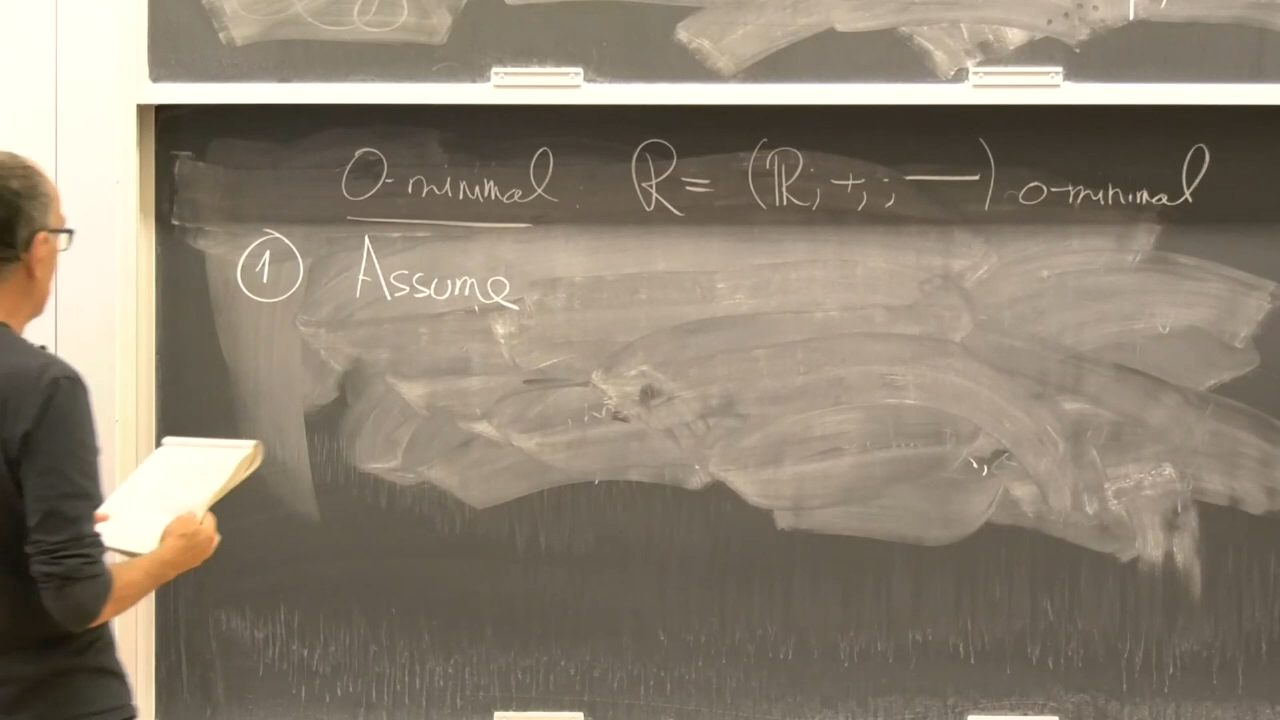 O-minimal. R = (ℝ; +, ·, —) o-minimal
① Assume